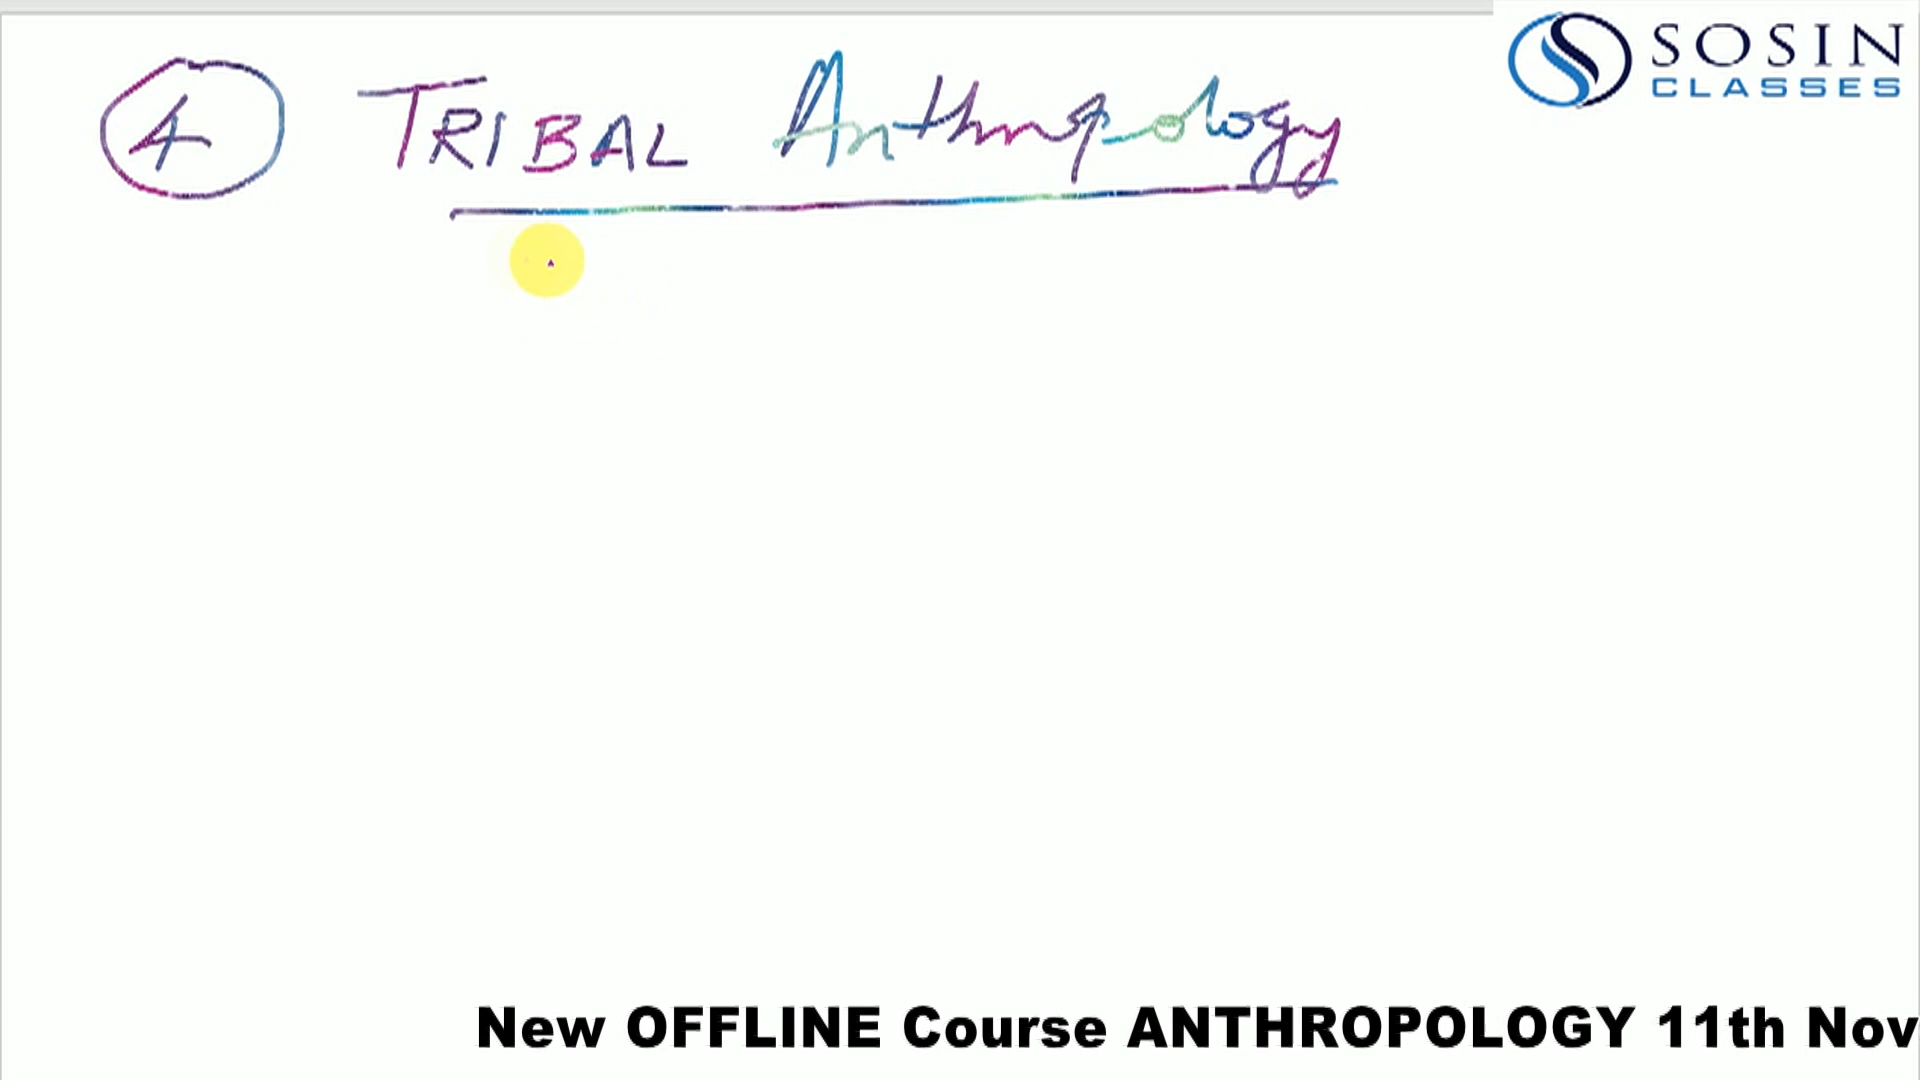 SOSIN
CLASSES
4 TRIBAL Anthropology
New OFFLINE Course ANTHROPOLOGY 11th Nov